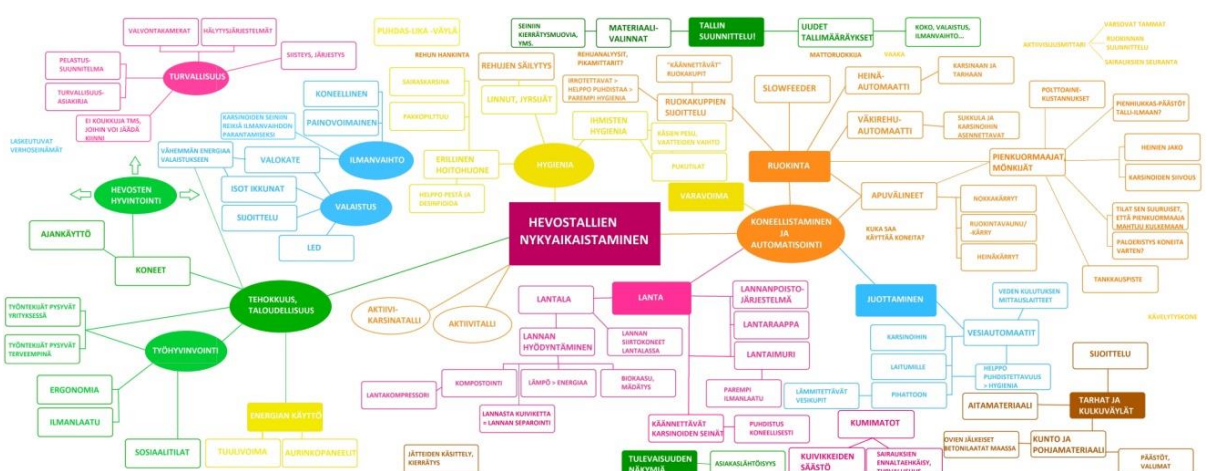 VALVONTAKAMERAT
HÄLYTYSJÄRJESTELMÄT
PELASTUS-
SUUNNITELMA
TURVALLISUUS
SIISTEYS, JÄRJESTYS
TURVALLISUUS-
ASIAKIRJA
EI KOUKKUJA TMS,
JOIHIN VOI JÄÄDÄ
KIINNI
LASKEUTUVAT
VERHOSEINÄMÄT
PUHDAS-LIKA -VÄYLÄ
REHUN HANKINTA
SAIRASKARSINA
PAKKOPILTTUU
ERILLINEN
HOITOHUONE
HELPPO PESTÄ JA
DESINFIOIDA
KONEELLINEN
PAINOVOIMAINEN
KARSINOIDEN SEINIIN
REIKIÄ ILMANVAIHDON
PARANTAMISEKSI
ILMANVAIHTO
VÄHEMMÄN ENERGIAA
VALAISTUKSEEN
VALOKATE
ISOT IKKUNAT
SIJOITTELU
LED
VALAISTUS
HEVOSTEN
HYVINTOINTI
AJANKÄYTTÖ
KONEET
SEINIIN
KIERRÄTYSMUOVIA,
YMS.
MATERIAALI-
VALINNAT
TALLIN
SUUNNITTELU!
UUDET
TALLIMÄÄRÄYKSET
KOKO, VALAISTUS,
ILMANVAIHTO...
REHUJEN SÄILYTYS
LINNUT, JYRSIJÄT
HYGIENIA
IHMISTEN
HYGIENIA
KÄSIEN PESU,
VAATTEIDEN VAIHTO
PUKUTILAT
REHUANALYYSIT,
PIKAMITTARIT?
IRROTETTAVAT >
HELPPO PUHDISTAA >
PAREMPI HYGIENIA
"KÄÄNNETTÄVÄT"
RUOKAKUPIT
RUOKAKUPPIEN
SIJOITTELU
SLOWFEEDER
MATTORUOKKIJA
VAAKA
HEINÄ-
AUTOMAATTI
KARSINAAN JA
TARHAAN
VÄKIREHU-
AUTOMAATTI
SUKKULA JA
KARSINOIHIN
ASENNETTAVAT
RUOKINTA
AKTIIVISUUSMITTARI
VARSOVAT TAMMAT
RUOKINNAN
SUUNNITTELU
SAIRAUKSIEN SEURANTA
POLTTOAINE-
KUSTANNUKSET
PIENHIUKKAS-PÄÄSTÖT
TALLI-ILMAAN?
PIENKUORMAAJAT,
MÖNKIJÄT
HEINIEN JAKO
KARSINOIDEN SIIVOUS
TILAT SEN SUURUISET,
ETTÄ PIENKUORMAAJA
MAHTUU KULKEMAAN
PALOERISTYS KONEITA
VARTEN?
TANKKAUSPISTE
APUVÄLINEET
NOKKAKÄRRYT
RUOKINTAVAUNU/
-KÄRRY
HEINÄKÄRRYT
KUKA SAA
KÄYTTÄÄ KONEITA?
VARAVOIMA
KONEELLISTAMINEN
JA
AUTOMATISOINTI
HEVOSTALLIEN
NYKYAIKAISTAMINEN
TEHOKKUUS,
TALOUDELLISUUS
AKTIIVI-
KARSINATALLI
AKTIIVITALLI
TYÖNTEKIJÄT PYSYVÄT
YRITYKSESSÄ
TYÖNTEKIJÄT PYSYVÄT
TERVEEMPINÄ
TYÖHYVINVOINTI
ERGONOMIA
ILMANLAATU
SOSIAALITILAT
ENERGIAN KÄYTTÖ
TUULIVOIMA
AURINKOPANEELIT
LANTALA
LANTA
LANNANPOISTO-
JÄRJESTELMÄ
LANTARAAPPA
LANTAIMURI
PAREMPI
ILMANLAATU
LANNAN
HYÖDYNTÄMINEN
LANNAN
SIIRTOKONEET
LANTALASSA
KOMPOSTOINTI
LÄMPÖ > ENERGIAA
BIOKAASU,
MÄDÄTYS
LANTAKOMPRESSORI
LANNASTA KUIVIKETTA
= LANNAN SEPAROINTI
KÄÄNNETTÄVÄT
KARSINOIDEN SEINÄT
PUHDISTUS
KONEELLISESTI
JÄTTEIDEN KÄSITTELY,
KIERRÄTYS
TULEVAISUUDEN
NÄKYMIÄ
ASIAKASLÄHTÖISYYS
JUOTTAMINEN
VEDEN KULUTUKSEN
MITTAUSLAITTEET
VESIAUTOMAATIT
KARSINOIHIN
LAITUMILLE
PIHATTOON
LÄMMITETTÄVÄT
VESIKUPIT
HELPPO
PUHDISTETTAVUUS
> HYGIENIA
KÄVELYTYSKONE
KUMIMATOT
KUIVIKKEIDEN
SÄÄSTÖ
SAIRAUKSIEN
ENNALTAEHKÄISY,
SIJOITTELU
AITAMATERIAALI
TARHAT JA
KULKUVÄYLÄT
OVIEN JÄLKEISET
BETONILAATAT MAASSA
KUNTO JA
POHJAMATERIAALI
PÄÄSTÖT,
VALUMAT